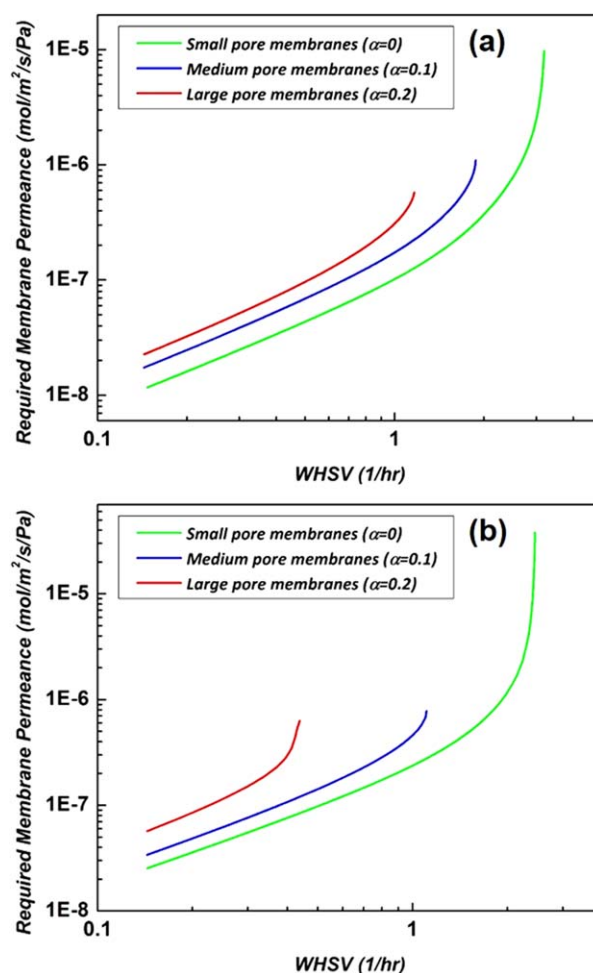 (a)
Small pore membranes (α=0)
Medium pore membranes (α=0.1)
Large pore membranes (α=0.2)
Required Membrane Permeance (mol/m²/s/Pa)
1E-5
1E-6
1E-7
1E-8
0.1
1
WHSV (1/hr)
(b)
Small pore membranes (α=0)
Medium pore membranes (α=0.1)
Large pore membranes (α=0.2)
Required Membrane Permeance (mol/m²/s/Pa)
1E-5
1E-6
1E-7
1E-8
0.1
1
WHSV (1/hr)